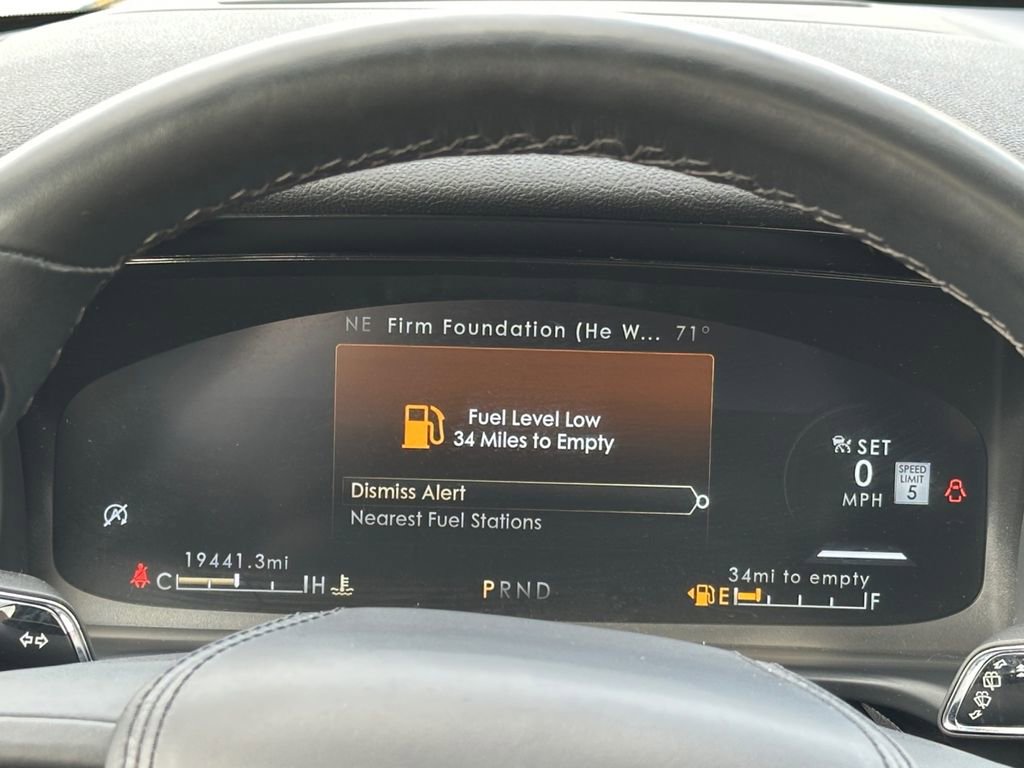 NE Firm Foundation (He W... 71°
Fuel Level Low
34 Miles to Empty
Dismiss Alert
Nearest Fuel Stations
SET
0
MPH
SPEED
LIMIT
5
A
19441.3mi
C H
PRND
34mi to empty
E F